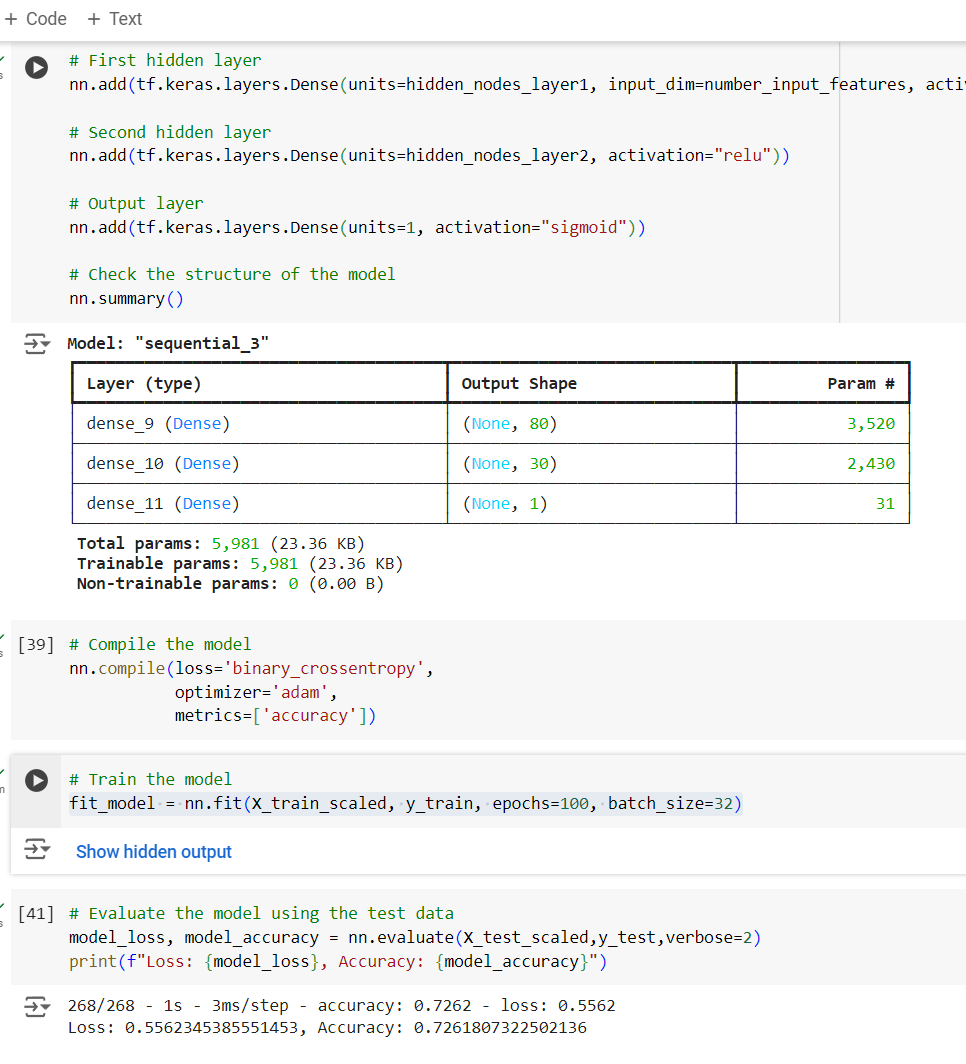 + Code + Text
# First hidden layer
nn.add(tf.keras.layers.Dense(units=hidden_nodes_layer1, input_dim=number_input_features, acti
# Second hidden layer
nn.add(tf.keras.layers.Dense(units=hidden_nodes_layer2, activation="relu"))
# Output layer
nn.add(tf.keras.layers.Dense(units=1, activation="sigmoid"))
# Check the structure of the model
nn.summary()
Model: "sequential_3"
Layer (type) Output Shape Param #
dense_9 (Dense) (None, 80) 3,520
dense_10 (Dense) (None, 30) 2,430
dense_11 (Dense) (None, 1) 31
Total params: 5,981 (23.36 KB)
Trainable params: 5,981 (23.36 KB)
Non-trainable params: 0 (0.00 B)
[39] # Compile the model
nn.compile(loss='binary_crossentropy',
optimizer='adam',
metrics=['accuracy'])
# Train the model
fit_model = nn.fit(X_train_scaled, y_train, epochs=100, batch_size=32)
Show hidden output
[41] # Evaluate the model using the test data
model_loss, model_accuracy = nn.evaluate(X_test_scaled,y_test,verbose=2)
print(f"Loss: {model_loss}, Accuracy: {model_accuracy}")
268/268 - 1s - 3ms/step - accuracy: 0.7262 - loss: 0.5562
Loss: 0.5562345385551453, Accuracy: 0.7261807322502136